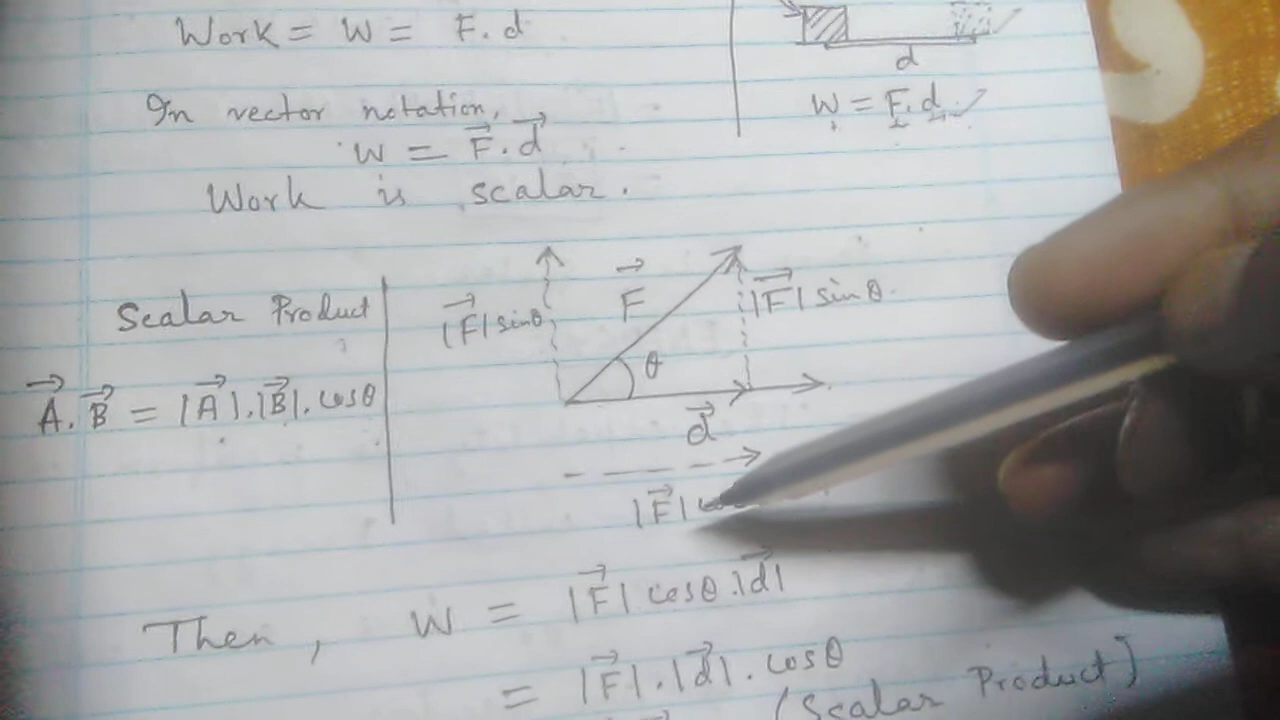 Work = W = F.d
d
W = F.d
In vector notation,
W = F⃗.d⃗
Work is scalar.
Scalar Product
A⃗.B⃗ = |A⃗|.|B⃗|.cosθ
|F⃗|sinθ
F⃗
|F⃗|sinθ.
θ
d⃗
|F⃗|
Then, W = |F⃗|cosθ.|d⃗|
= |F⃗|.|d⃗|.cosθ
(Scalar Product)